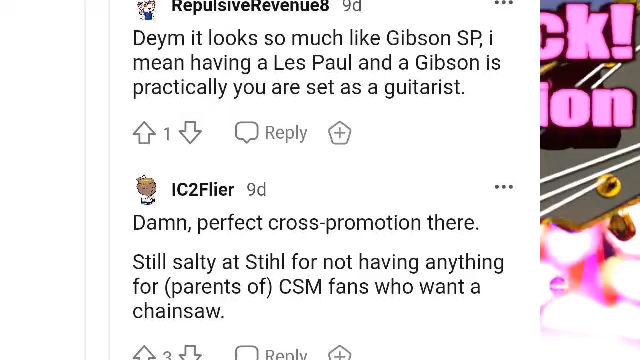 RepulsiveRevenue8 9d
Deym it looks so much like Gibson SP, i
mean having a Les Paul and a Gibson is
practically you are set as a guitarist.
1 Reply
IC2Flier 9d
Damn, perfect cross-promotion there.
Still salty at Stihl for not having anything
for (parents of) CSM fans who want a
chainsaw.
3 Reply
ck!
ion